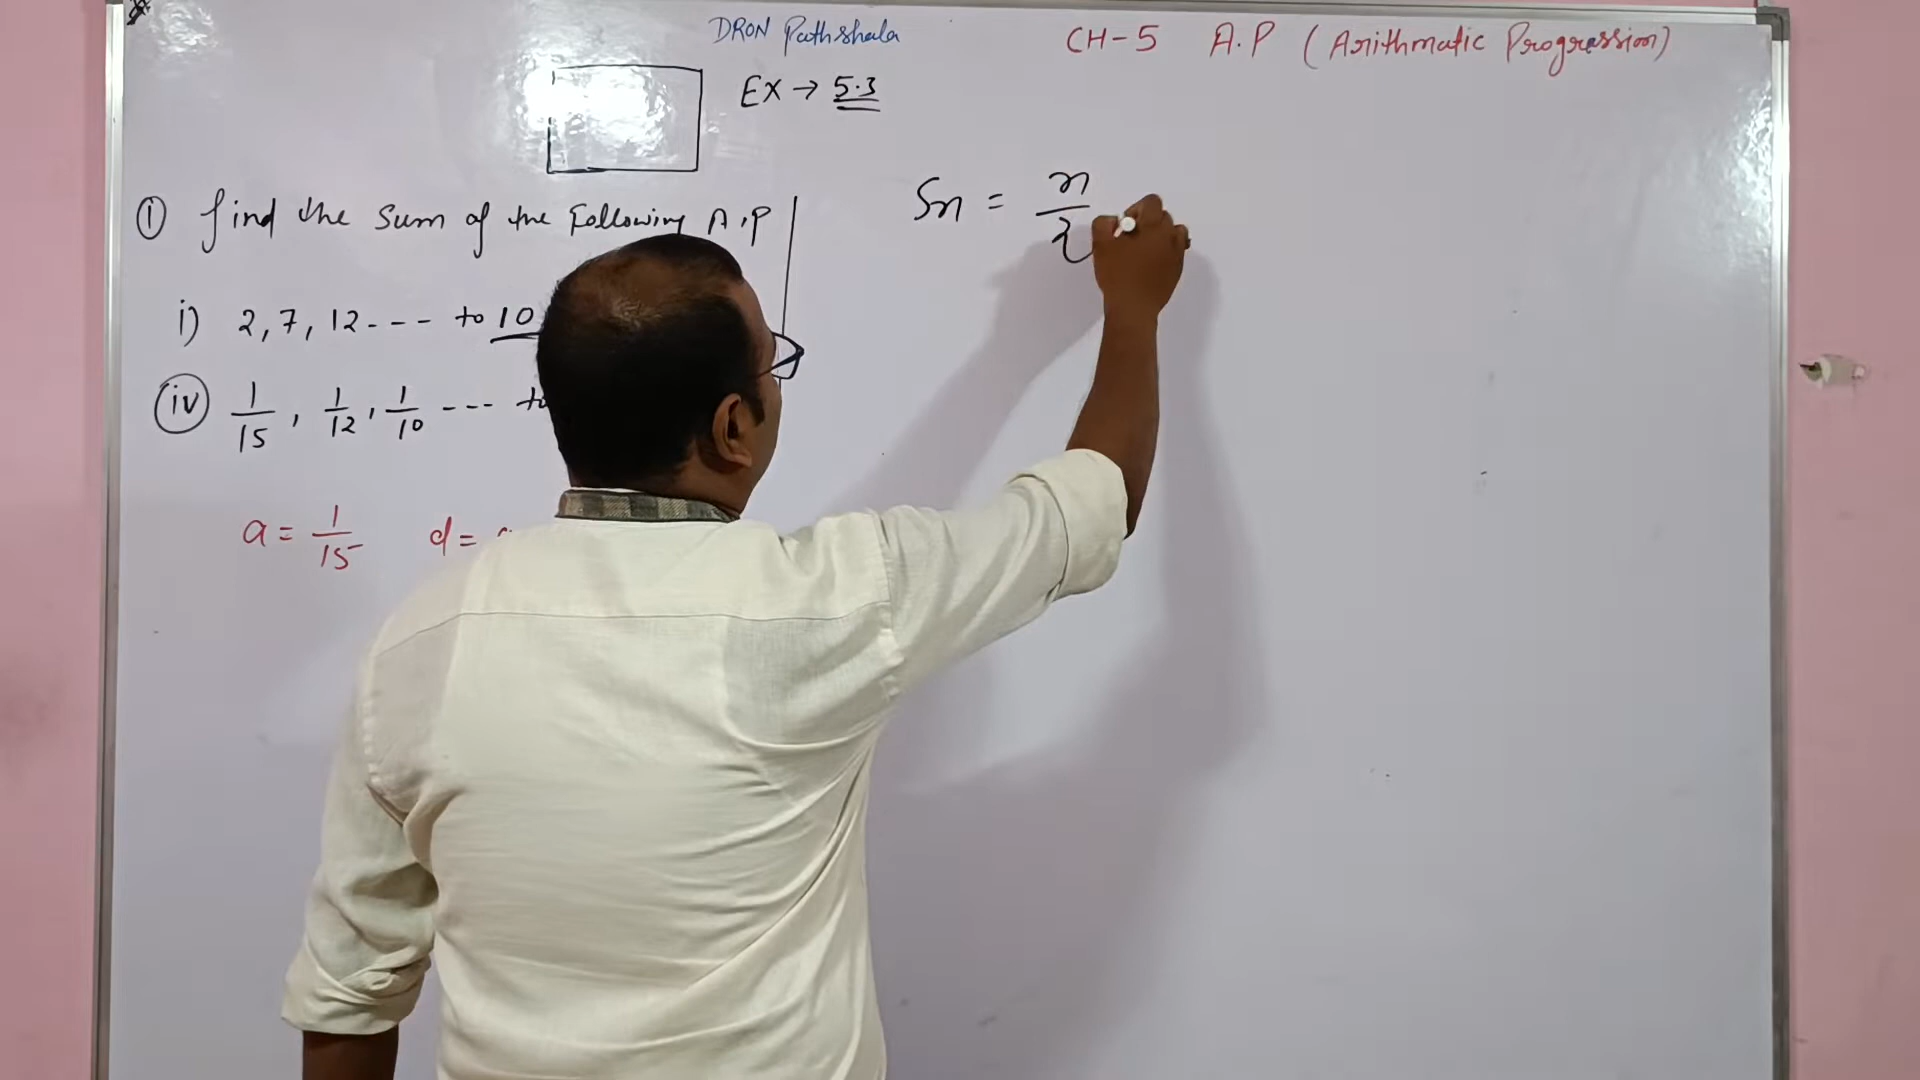 DRON Pathshala
CH-5 A.P (Arithmatic Progression)
EX → 5.3
① find the Sum of the Following A.P
i) 2, 7, 12 - - - to 10
(iv) 1/15, 1/12, 1/10 - - - to
a = 1/15 d =
Sn = n/2